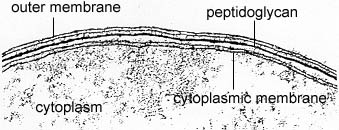 outer membrane
peptidoglycan
cytoplasm
cytoplasmic membrane